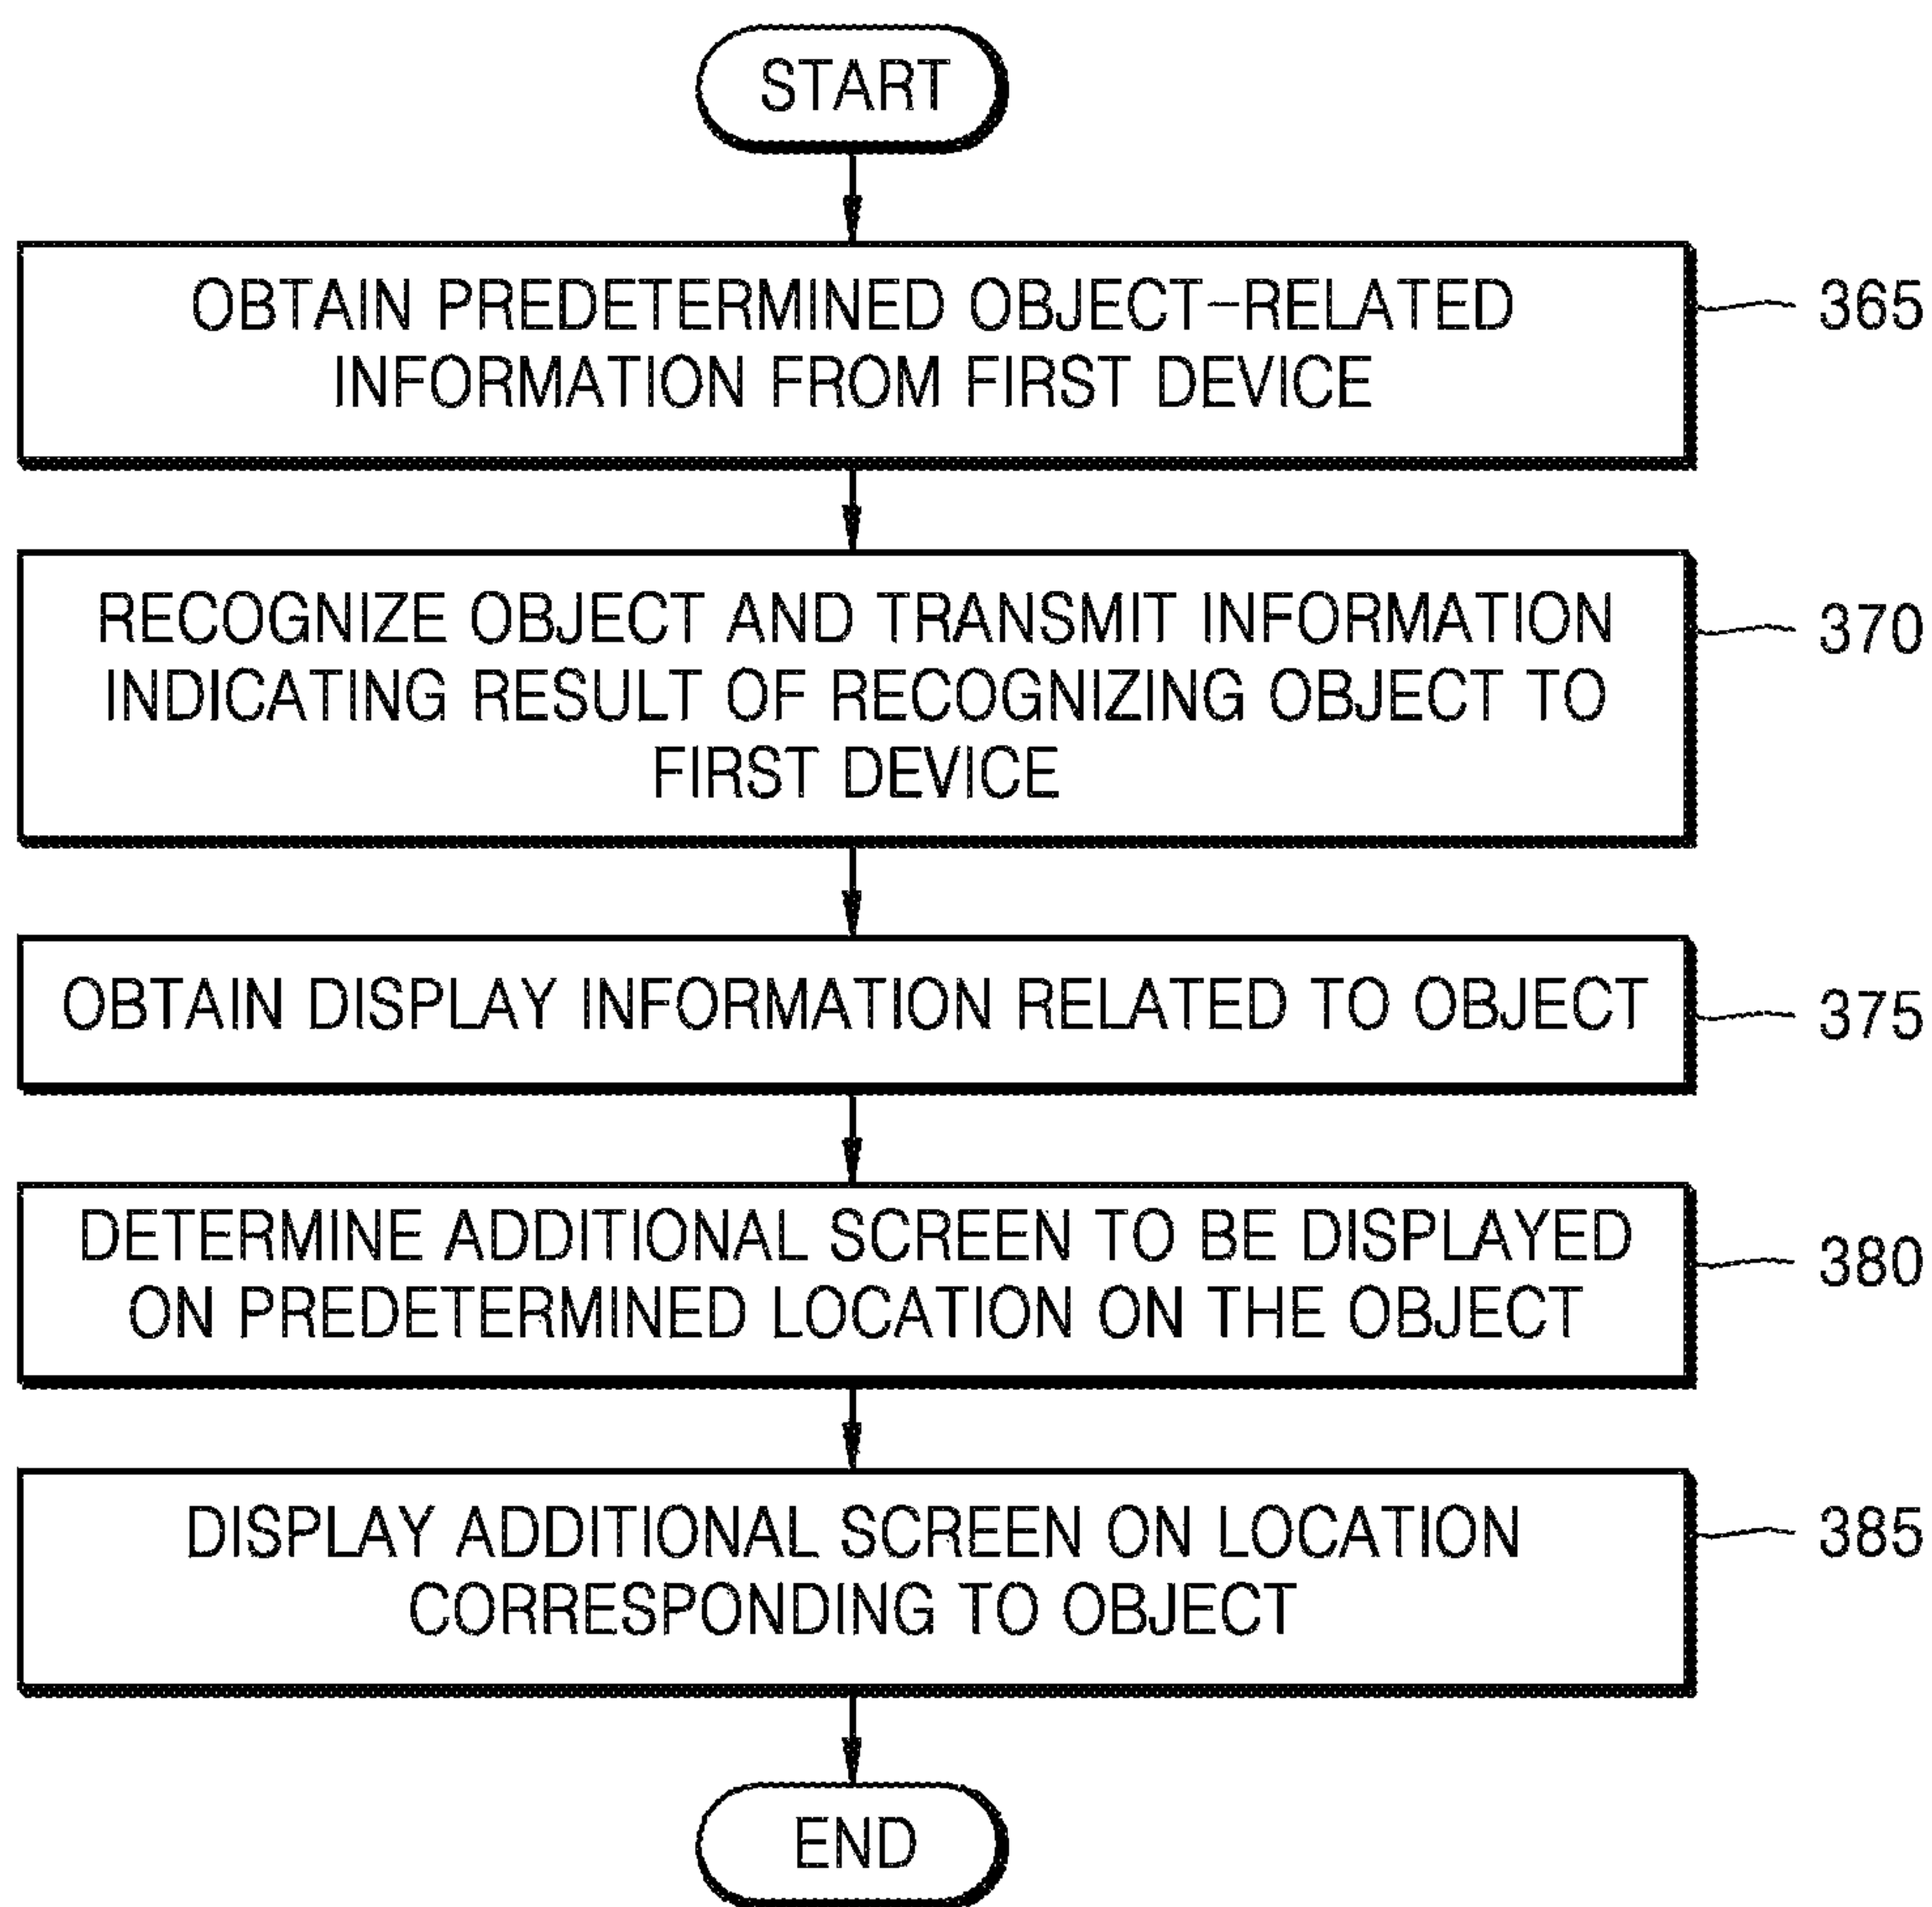 START
OBTAIN PREDETERMINED OBJECT-RELATED
INFORMATION FROM FIRST DEVICE
365
RECOGNIZE OBJECT AND TRANSMIT INFORMATION
INDICATING RESULT OF RECOGNIZING OBJECT TO
FIRST DEVICE
370
OBTAIN DISPLAY INFORMATION RELATED TO OBJECT
375
DETERMINE ADDITIONAL SCREEN TO BE DISPLAYED
ON PREDETERMINED LOCATION ON THE OBJECT
380
DISPLAY ADDITIONAL SCREEN ON LOCATION
CORRESPONDING TO OBJECT
385
END